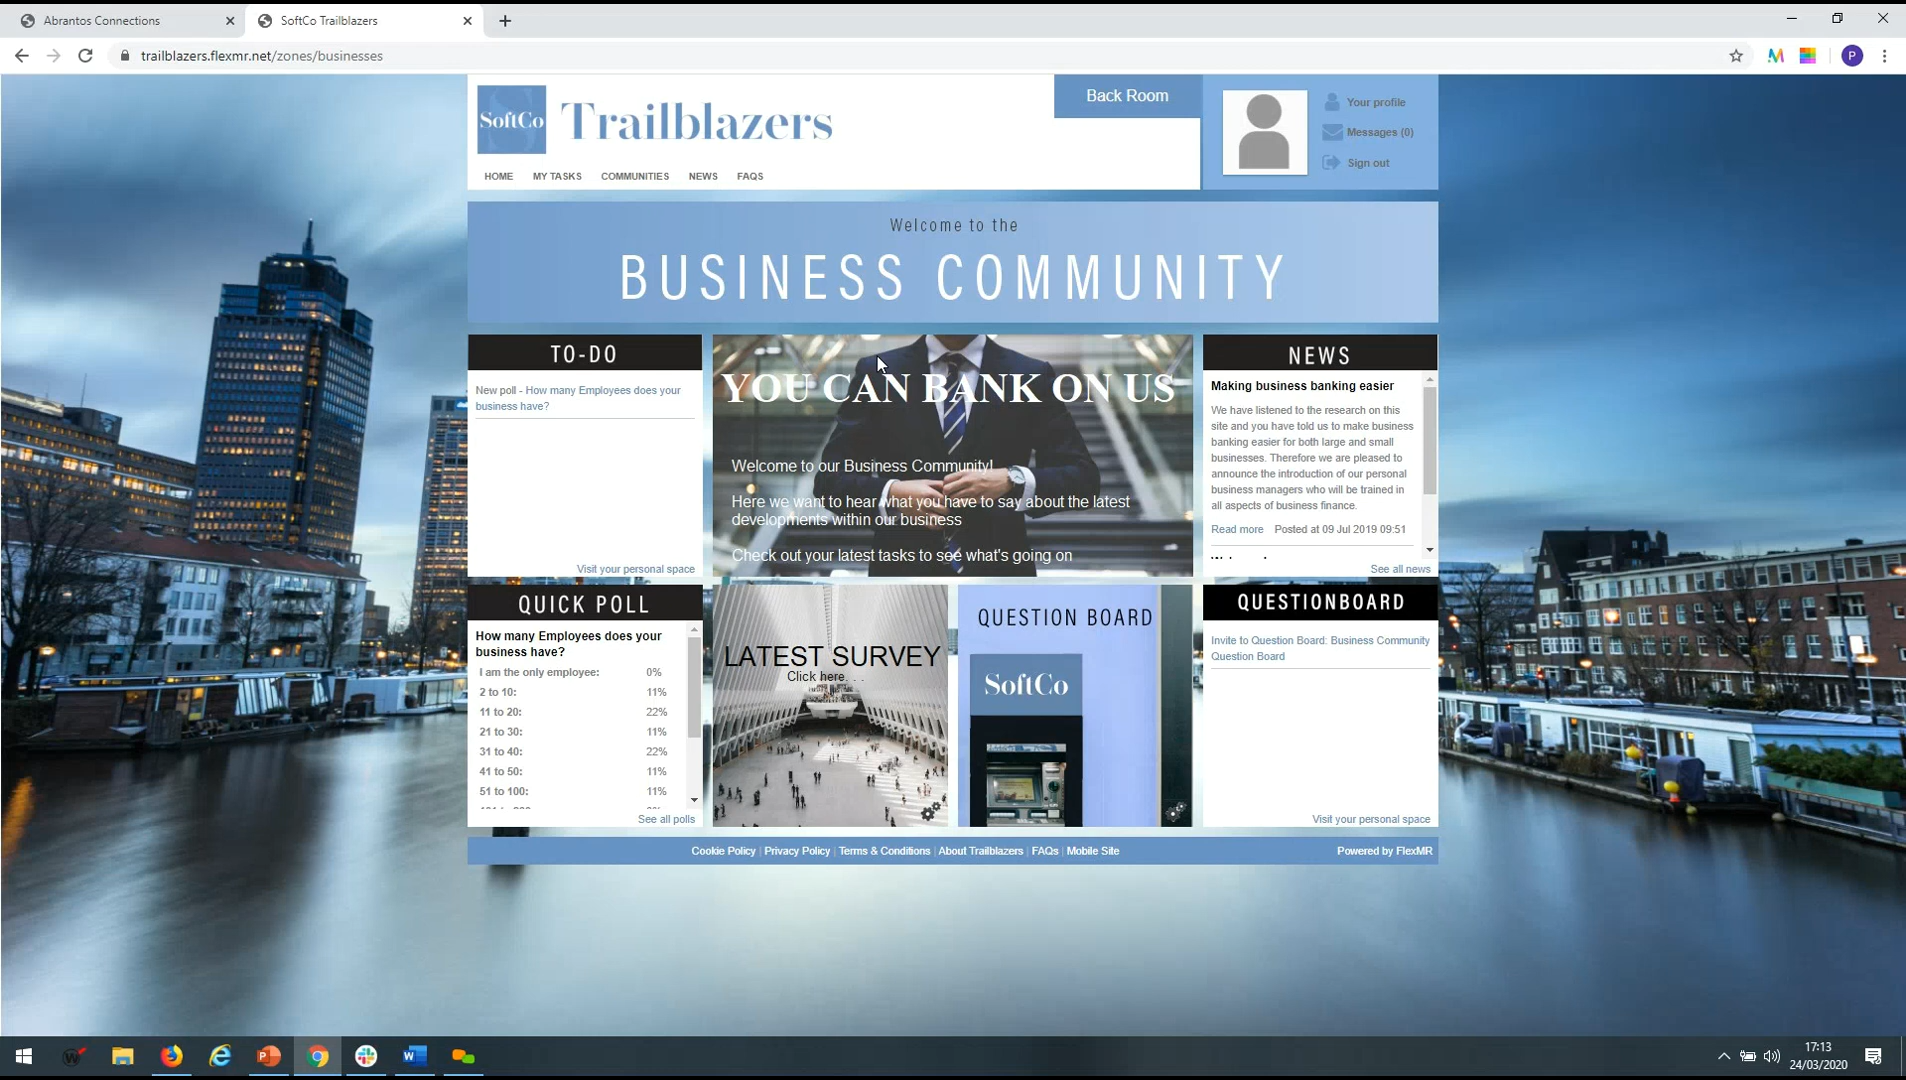 Abrantos Connections
SoftCo Trailblazers
trailblazers.flexmr.net/zones/businesses
P
SoftCo
Trailblazers
Back Room
Your profile
Messages (0)
Sign out
HOME MY TASKS COMMUNITIES NEWS FAQS
Welcome to the
BUSINESS COMMUNITY
TO-DO
New poll - How many Employees does your
business have?
Visit your personal space
YOU CAN BANK ON US
Welcome to our Business Community!
Here we want to hear what you have to say about the latest
developments within our business
Check out your latest tasks to see what's going on
NEWS
Making business banking easier
We have listened to the research on this
site and you have told us to make business
banking easier for both large and small
businesses. Therefore we are pleased to
announce the introduction of our personal
business managers who will be trained in
all aspects of business finance.
Read more Posted at 09 Jul 2019 09:51
See all news
QUICK POLL
How many Employees does your
business have?
I am the only employee: 0%
2 to 10: 11%
11 to 20: 22%
21 to 30: 11%
31 to 40: 22%
41 to 50: 11%
51 to 100: 11%
See all polls
LATEST SURVEY
Click here. . .
QUESTION BOARD
SoftCo
QUESTIONBOARD
Invite to Question Board: Business Community
Question Board
Visit your personal space
Cookie Policy | Privacy Policy | Terms & Conditions | About Trailblazers | FAQs | Mobile Site
Powered by FlexMR
17:13
24/03/2020